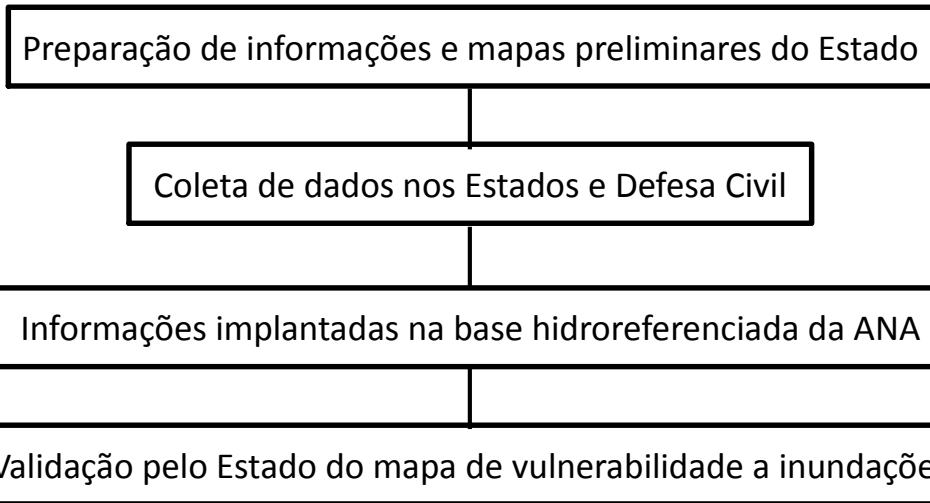 Preparação de informações e mapas preliminares do Estado
Coleta de dados nos Estados e Defesa Civil
Informações implantadas na base hidroreferenciada da ANA
Validação pelo Estado do mapa de vulnerabilidade a inundaçõe